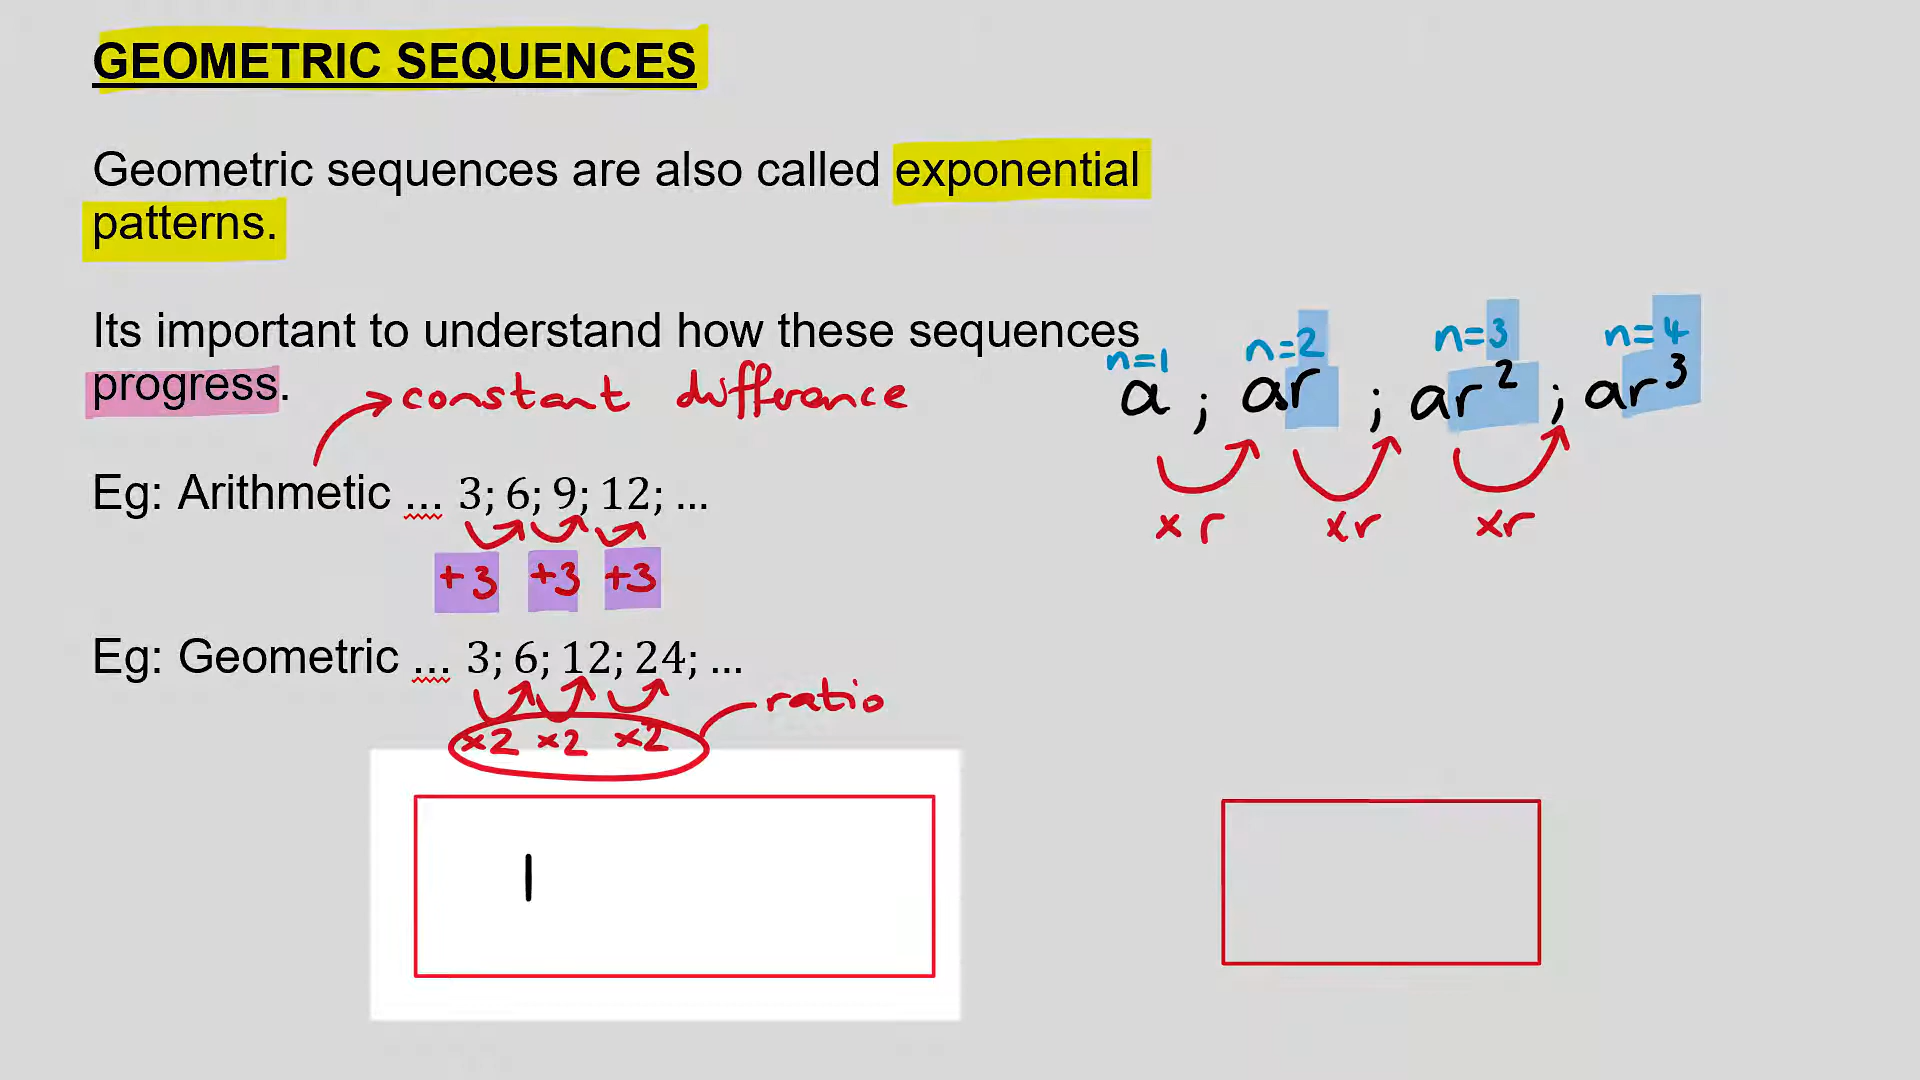 GEOMETRIC SEQUENCES
Geometric sequences are also called exponential
patterns.
Its important to understand how these sequences
progress.
constant difference
n=1 n=2 n=3 n=4
a ; ar ; ar² ; ar³
×r ×r ×r
Eg: Arithmetic ... 3; 6; 9; 12; ...
+3 +3 +3
Eg: Geometric ... 3; 6; 12; 24; ...
ratio
×2 ×2 ×2